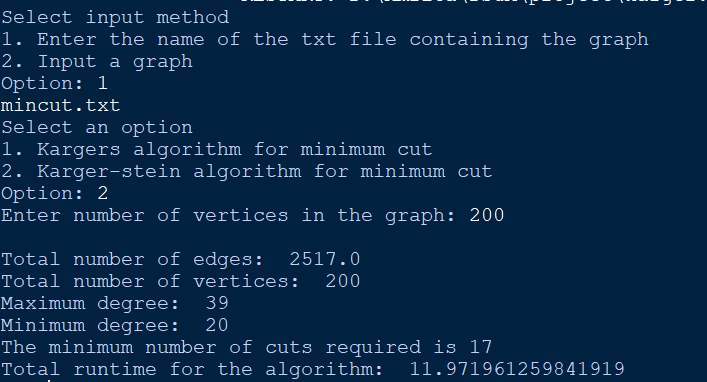 Select input method
1. Enter the name of the txt file containing the graph
2. Input a graph
Option: 1
mincut.txt
Select an option
1. Kargers algorithm for minimum cut
2. Karger-stein algorithm for minimum cut
Option: 2
Enter number of vertices in the graph: 200
Total number of edges:  2517.0
Total number of vertices:  200
Maximum degree:  39
Minimum degree:  20
The minimum number of cuts required is 17
Total runtime for the algorithm:  11.971961259841919